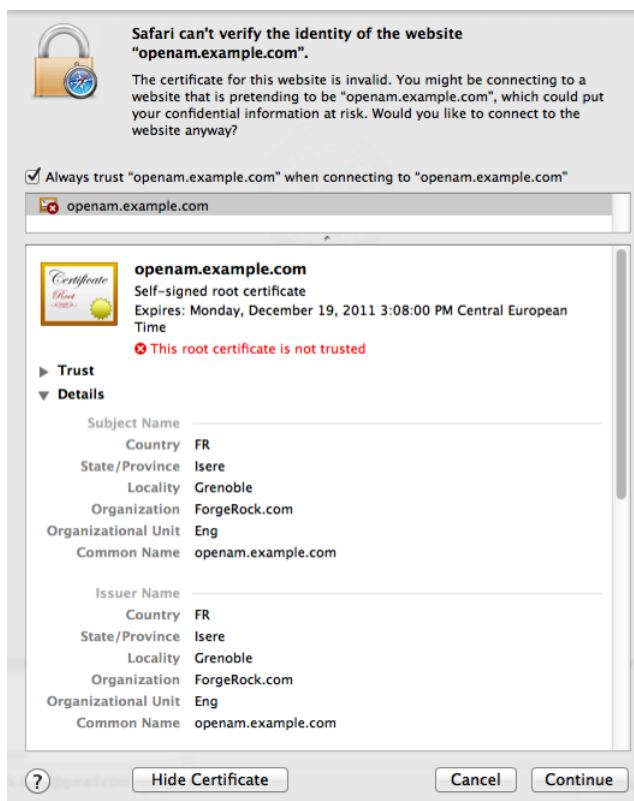 Safari can't verify the identity of the website
“openam.example.com”.
The certificate for this website is invalid. You might be connecting to a
website that is pretending to be “openam.example.com”, which could put
your confidential information at risk. Would you like to connect to the
website anyway?
Always trust “openam.example.com” when connecting to “openam.example.com”
openam.example.com
Certificate
Root
openam.example.com
Self-signed root certificate
Expires: Monday, December 19, 2011 3:08:00 PM Central European
Time
This root certificate is not trusted
Trust
Details
Subject Name
Country FR
State/Province Isere
Locality Grenoble
Organization ForgeRock.com
Organizational Unit Eng
Common Name openam.example.com
Issuer Name
Country FR
State/Province Isere
Locality Grenoble
Organization ForgeRock.com
Organizational Unit Eng
Common Name openam.example.com
? Hide Certificate Cancel Continue